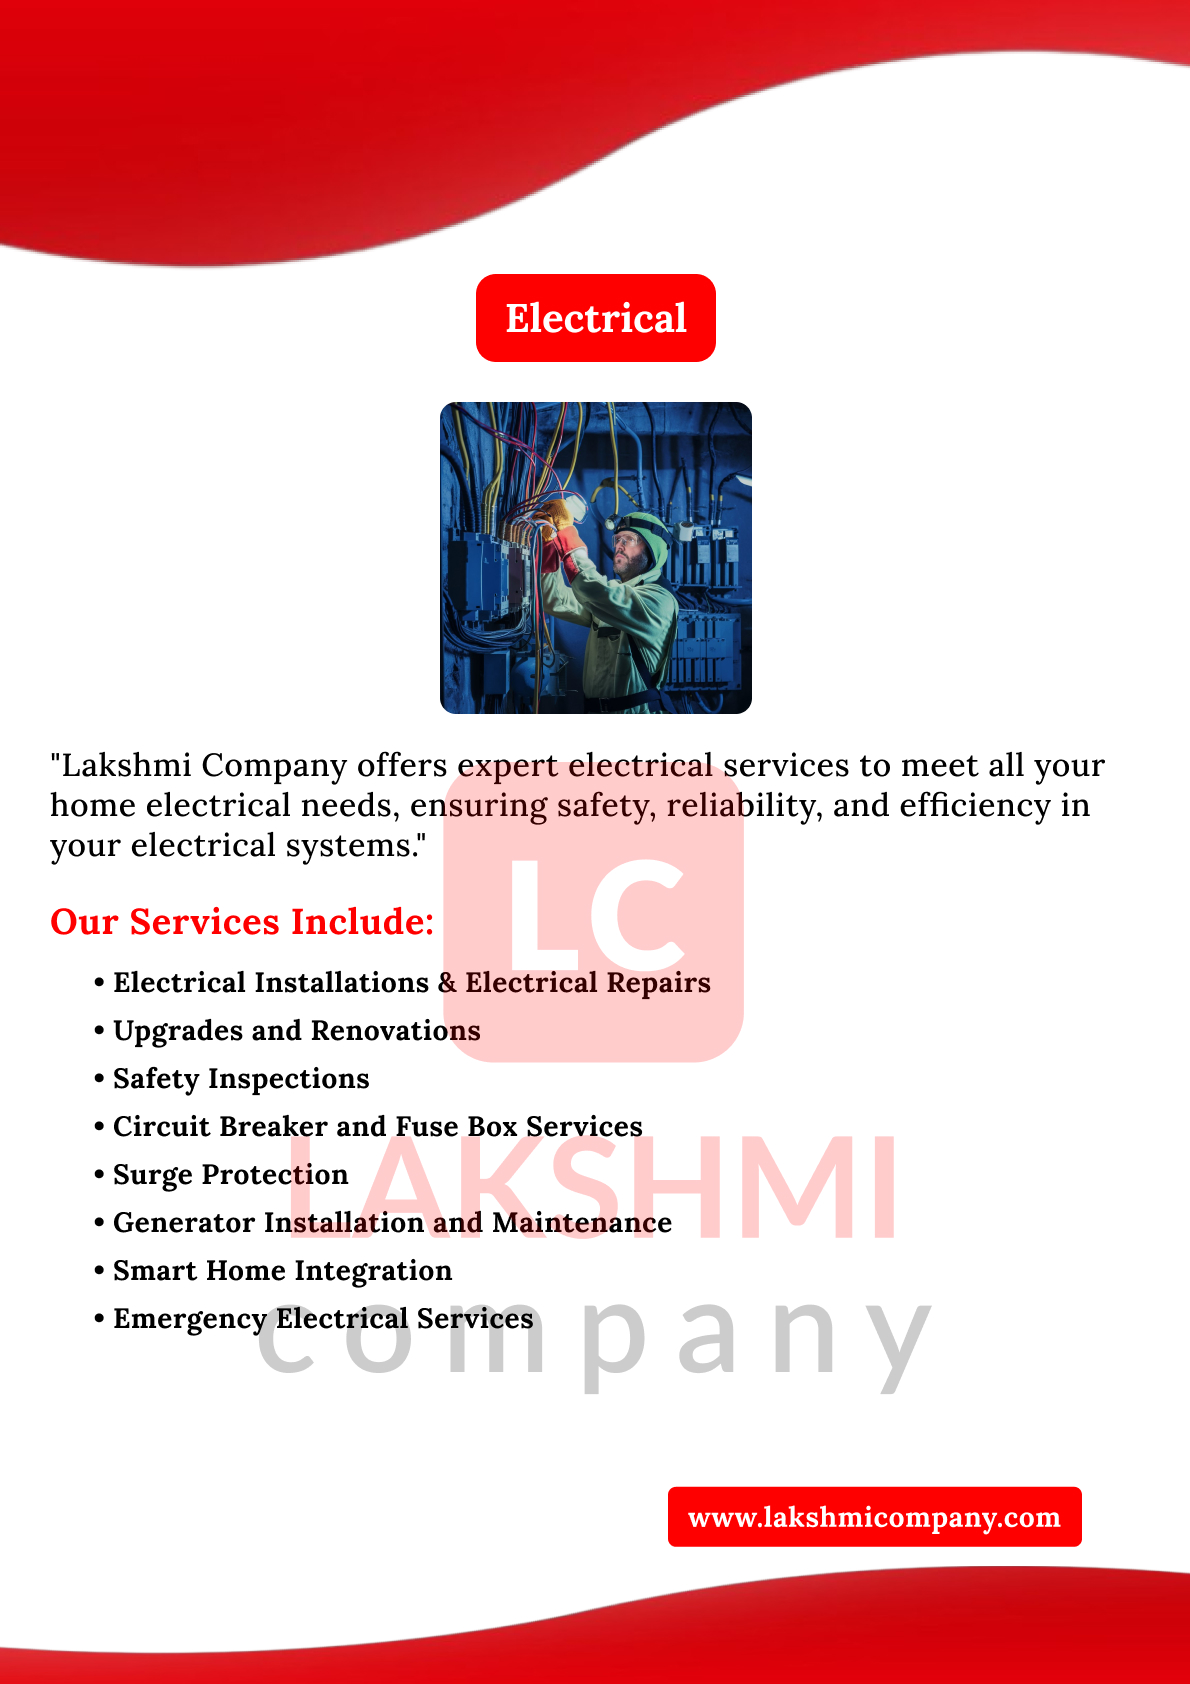 Electrical
"Lakshmi Company offers expert electrical services to meet all your
home electrical needs, ensuring safety, reliability, and efficiency in
your electrical systems."
LC
Our Services Include:
• Electrical Installations & Electrical Repairs
• Upgrades and Renovations
• Safety Inspections
• Circuit Breaker and Fuse Box Services
LAKSHMI
• Surge Protection
• Generator Installation and Maintenance
• Smart Home Integration
• Emergency Electrical Services
company
www.lakshmicompany.com